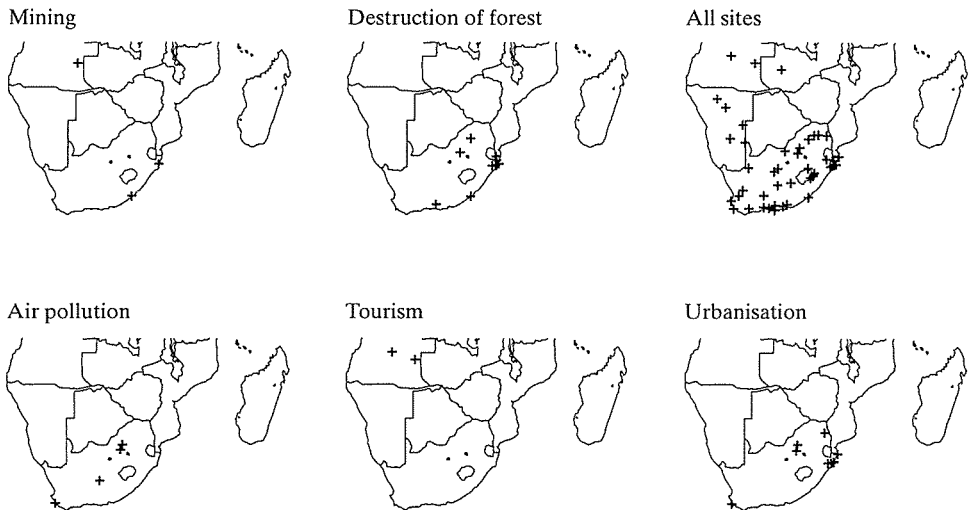 Mining
Destruction of forest
All sites
Air pollution
Tourism
Urbanisation